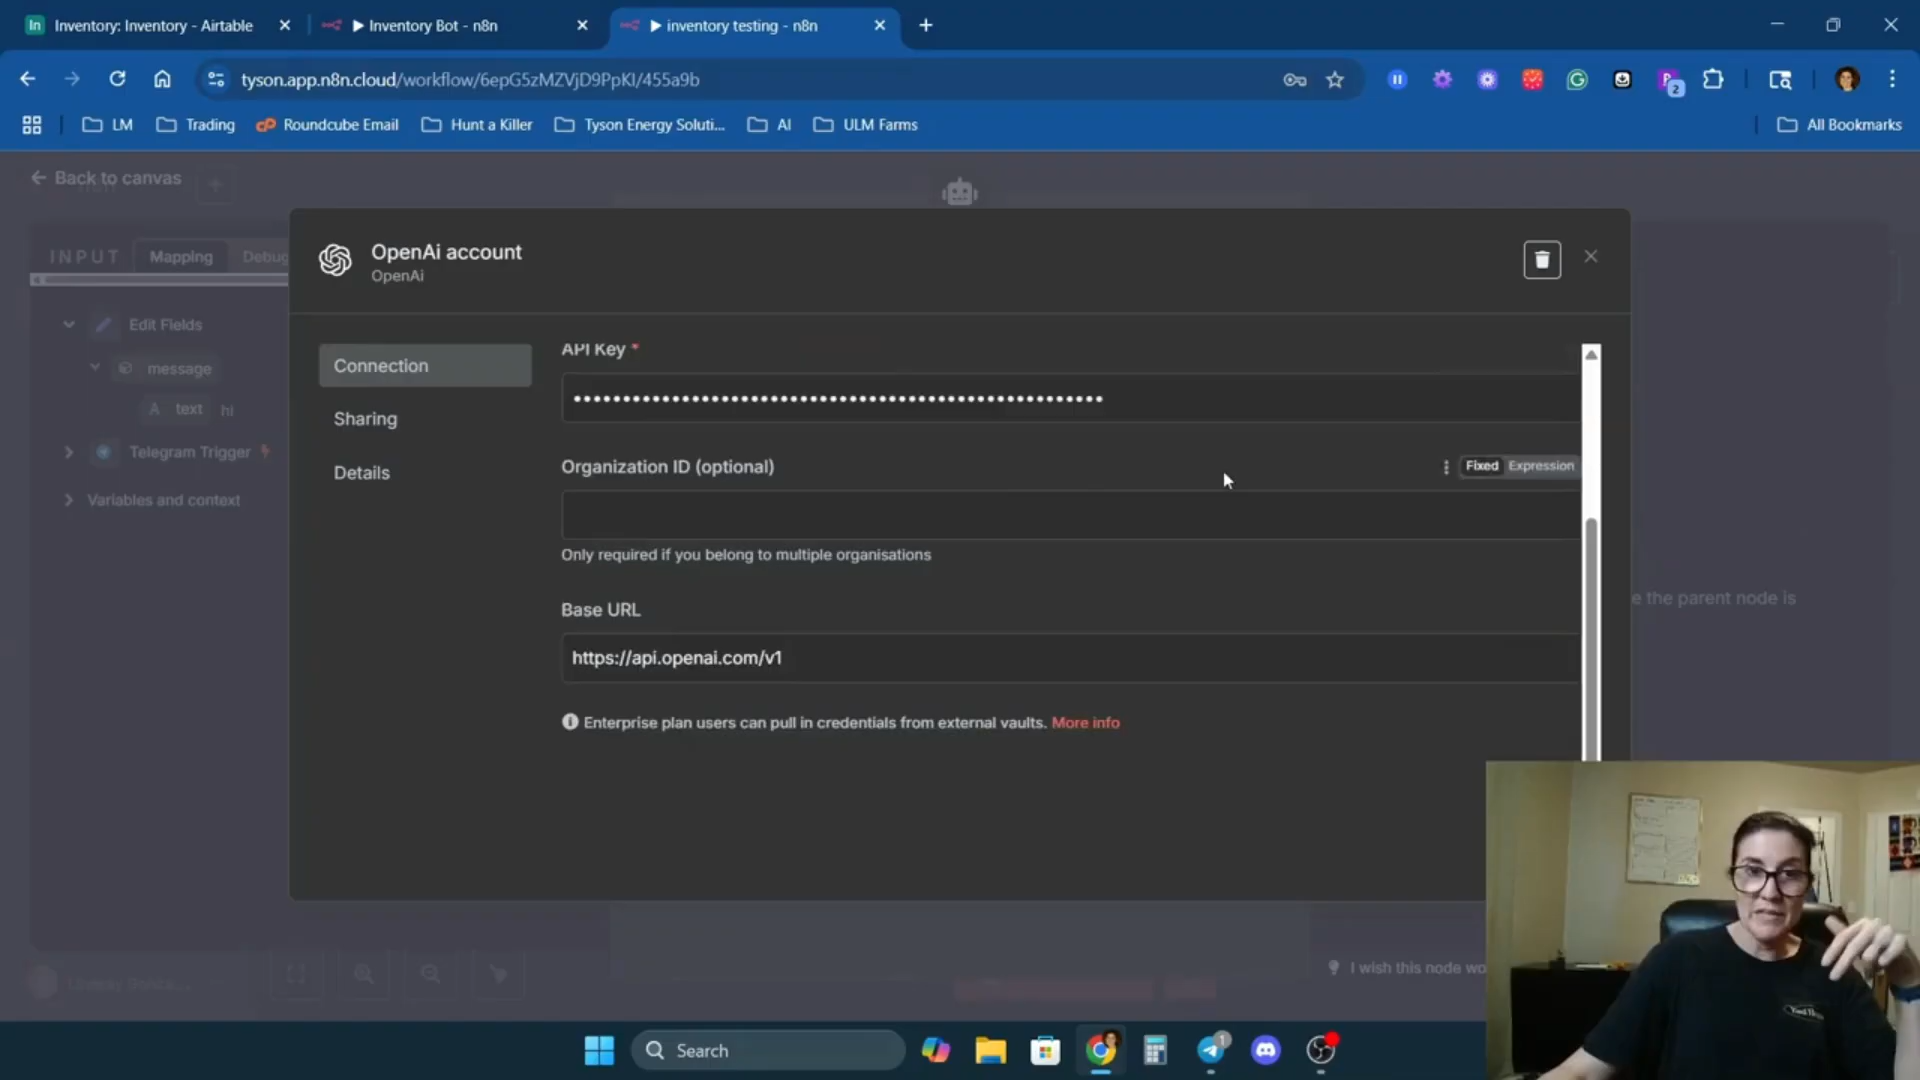 Inventory: Inventory - Airtable
Inventory Bot - n8n
inventory testing - n8n
tyson.app.n8n.cloud/workflow/6epG5zMZVjD9PpKI/455a9b
LM
Trading
Roundcube Email
Hunt a Killer
Tyson Energy Soluti...
AI
ULM Farms
All Bookmarks
Back to canvas
INPUT
Mapping
Debug
Edit Fields
message
A text hi
Telegram Trigger
Variables and context
OpenAi account
OpenAi
Connection
Sharing
Details
API Key *
Organization ID (optional)
Fixed
Expression
Only required if you belong to multiple organisations
Base URL
https://api.openai.com/v1
Enterprise plan users can pull in credentials from external vaults. More info
e the parent node is
I wish this node wo
Search
1
2